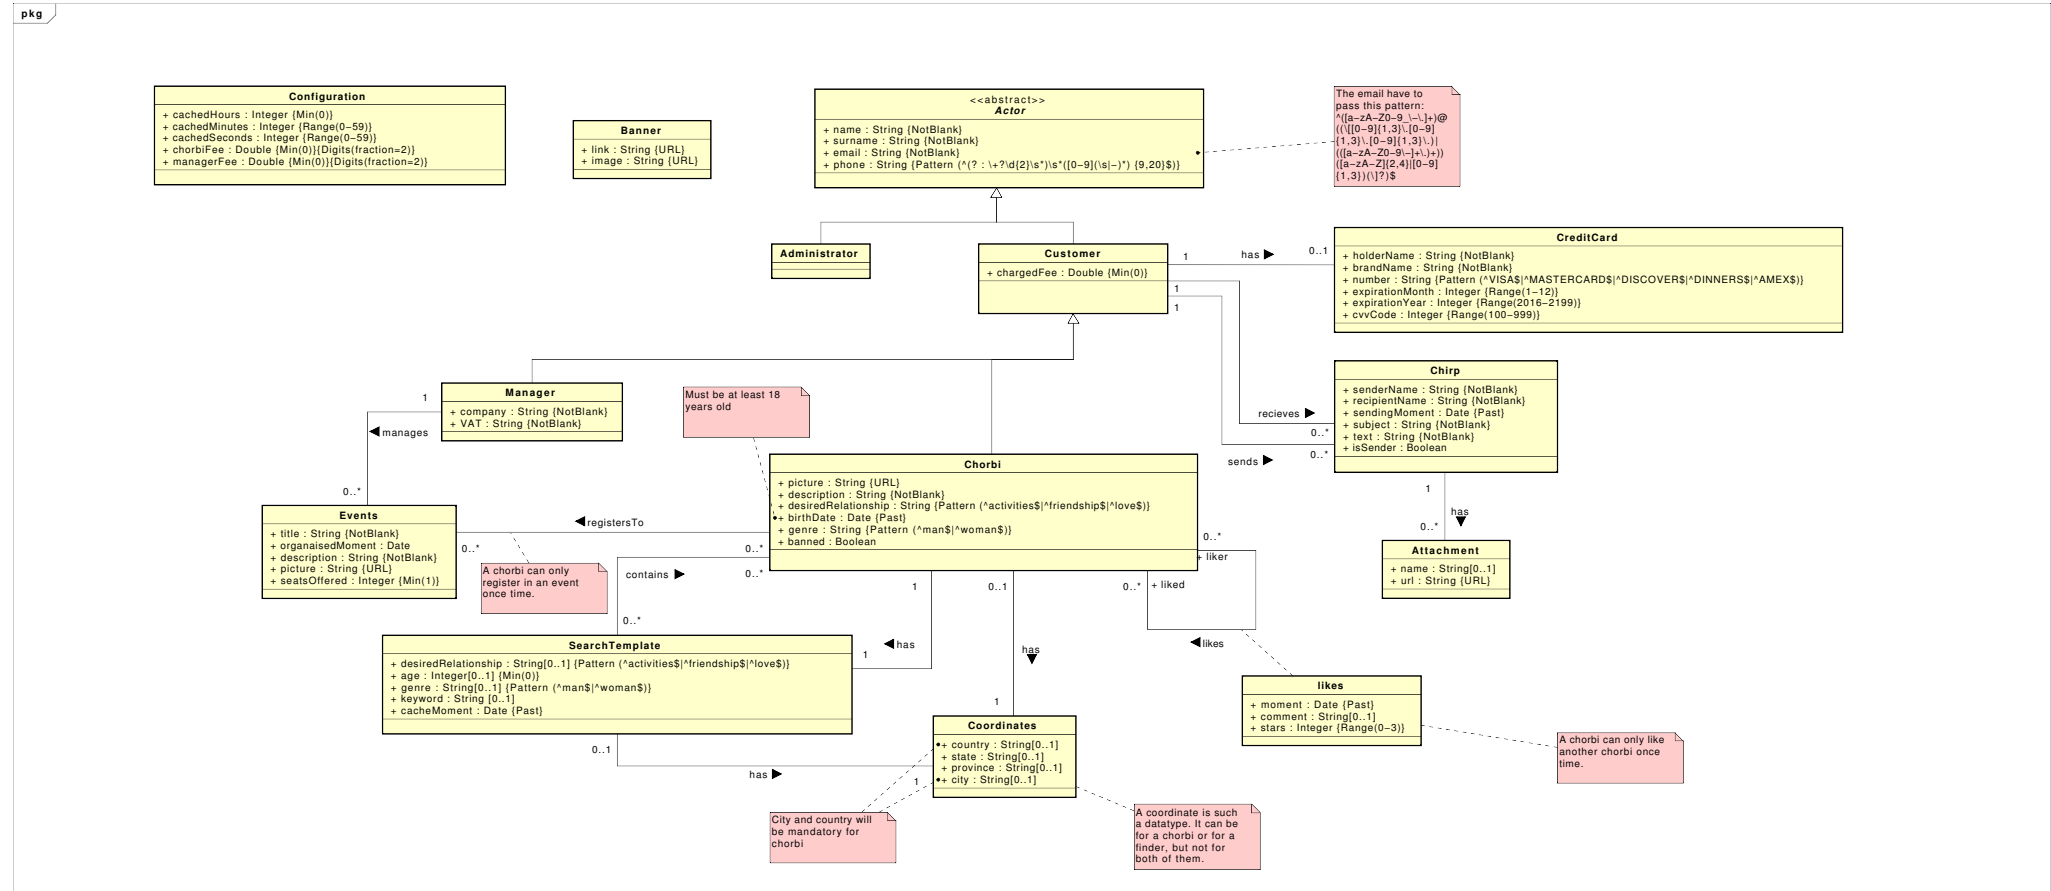 pkg
Configuration
+ cachedHours : Integer {Min(0)}
+ cachedMinutes : Integer {Range(0−59)}
+ cachedSeconds : Integer {Range(0−59)}
+ chorbiFee : Double {Min(0)}{Digits(fraction=2)}
+ managerFee : Double {Min(0)}{Digits(fraction=2)}
Banner
+ link : String {URL}
+ image : String {URL}
<<abstract>>
Actor
+ name : String {NotBlank}
+ surname : String {NotBlank}
+ email : String {NotBlank}
+ phone : String {Pattern (^(? : \+?\d{2}\s*)\s*([0−9](\s|−)*) {9,20}$)}
The email have to
pass this pattern:
^([a−zA−Z0−9_\−\.]+)@
((\[[0−9]{1,3}\.[0−9]
{1,3}\.[0−9]{1,3}\.)|
(([a−zA−Z0−9\−]+\.)+))
([a−zA−Z]{2,4}|[0−9]
{1,3})(\]?)$
Administrator
Customer
+ chargedFee : Double {Min(0)}
1
has
0..1
1
1
CreditCard
+ holderName : String {NotBlank}
+ brandName : String {NotBlank}
+ number : String {Pattern (^VISA$|^MASTERCARD$|^DISCOVER$|^DINNERS$|^AMEX$)}
+ expirationMonth : Integer {Range(1−12)}
+ expirationYear : Integer {Range(2016−2199)}
+ cvvCode : Integer {Range(100−999)}
Manager
+ company : String {NotBlank}
+ VAT : String {NotBlank}
1
manages
0..*
Must be at least 18
years old
Chirp
+ senderName : String {NotBlank}
+ recipientName : String {NotBlank}
+ sendingMoment : Date {Past}
+ subject : String {NotBlank}
+ text : String {NotBlank}
+ isSender : Boolean
recieves
0..*
sends
0..*
1
has
0..*
Attachment
+ name : String[0..1]
+ url : String {URL}
Chorbi
+ picture : String {URL}
+ description : String {NotBlank}
+ desiredRelationship : String {Pattern (^activities$|^friendship$|^love$)}
+ birthDate : Date {Past}
+ genre : String {Pattern (^man$|^woman$)}
+ banned : Boolean
Events
+ title : String {NotBlank}
+ organaisedMoment : Date
+ description : String {NotBlank}
+ picture : String {URL}
+ seatsOffered : Integer {Min(1)}
registersTo
0..*
0..*
A chorbi can only
register in an event
once time.
contains
0..*
0..*
1
has
1
0..1
has
1
0..*
+ liker
0..*
+ liked
likes
SearchTemplate
+ desiredRelationship : String[0..1] {Pattern (^activities$|^friendship$|^love$)}
+ age : Integer[0..1] {Min(0)}
+ genre : String[0..1] {Pattern (^man$|^woman$)}
+ keyword : String [0..1]
+ cacheMoment : Date {Past}
0..1
has
1
Coordinates
+ country : String[0..1]
+ state : String[0..1]
+ province : String[0..1]
+ city : String[0..1]
likes
+ moment : Date {Past}
+ comment : String[0..1]
+ stars : Integer {Range(0−3)}
A chorbi can only like
another chorbi once
time.
City and country will
be mandatory for
chorbi
A coordinate is such
a datatype. It can be
for a chorbi or for a
finder, but not for
both of them.